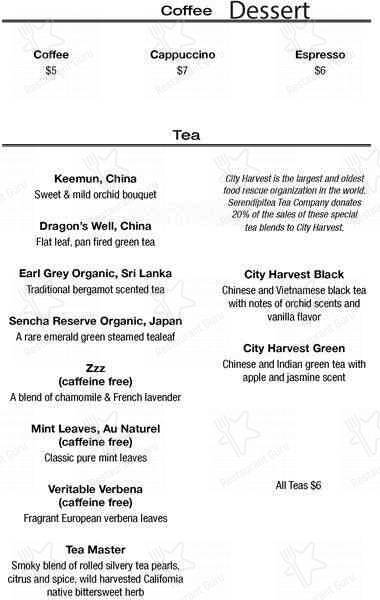 Coffee Dessert
Coffee
$5
Cappuccino
$7
Espresso
$6
Tea
Keemun, China
Sweet & mild orchid bouquet
Dragon's Well, China
Flat leaf, pan fired green tea
Earl Grey Organic, Sri Lanka
Traditional bergamot scented tea
Sencha Reserve Organic, Japan
A rare emerald green steamed tealeaf
Zzz
(caffeine free)
A blend of chamomile & French lavender
Mint Leaves, Au Naturel
(caffeine free)
Classic pure mint leaves
Veritable Verbena
(caffeine free)
Fragrant European verbena leaves
Tea Master
Smoky blend of rolled silvery tea pearls,
citrus and spice, wild harvested California
native bittersweet herb
City Harvest is the largest and oldest
food rescue organization in the world.
Serendipitea Tea Company donates
20% of the sales of these special
tea blends to City Harvest.
City Harvest Black
Chinese and Vietnamese black tea
with notes of orchid scents and
vanilla flavor
City Harvest Green
Chinese and Indian green tea with
apple and jasmine scent
All Teas $6
Restaurant Guru